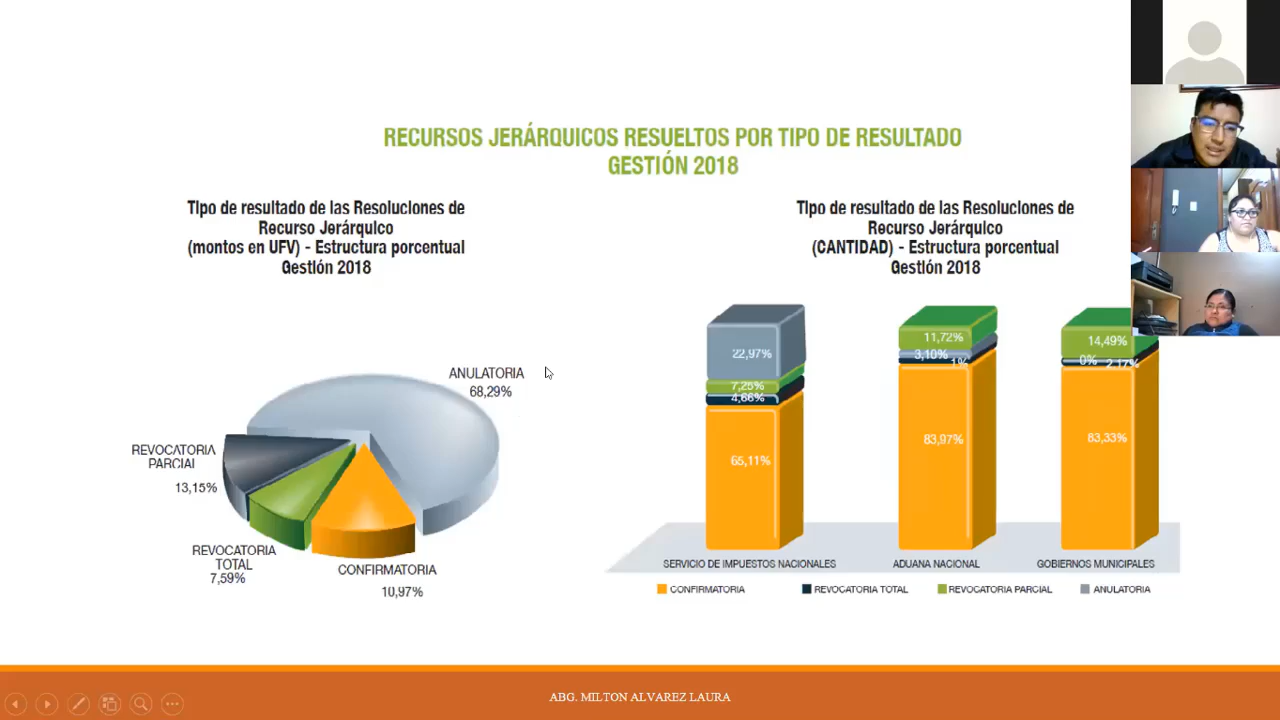 RECURSOS JERÁRQUICOS RESUELTOS POR TIPO DE RESULTADO
GESTIÓN 2018
Tipo de resultado de las Resoluciones de
Recurso Jerárquico
(montos en UFV) - Estructura porcentual
Gestión 2018
ANULATORIA
68,29%
REVOCATORIA
PARCIAL
13,15%
REVOCATORIA
TOTAL
7,59%
CONFIRMATORIA
10,97%
Tipo de resultado de las Resoluciones de
Recurso Jerárquico
(CANTIDAD) - Estructura porcentual
Gestión 2018
22,97%
7,25%
4,66%
65,11%
11,72%
3,10%
1%
83,97%
14,49%
0%
2,17%
83,33%
SERVICIO DE IMPUESTOS NACIONALES
ADUANA NACIONAL
GOBIERNOS MUNICIPALES
CONFIRMATORIA
REVOCATORIA TOTAL
REVOCATORIA PARCIAL
ANULATORIA
ABG. MILTON ALVAREZ LAURA